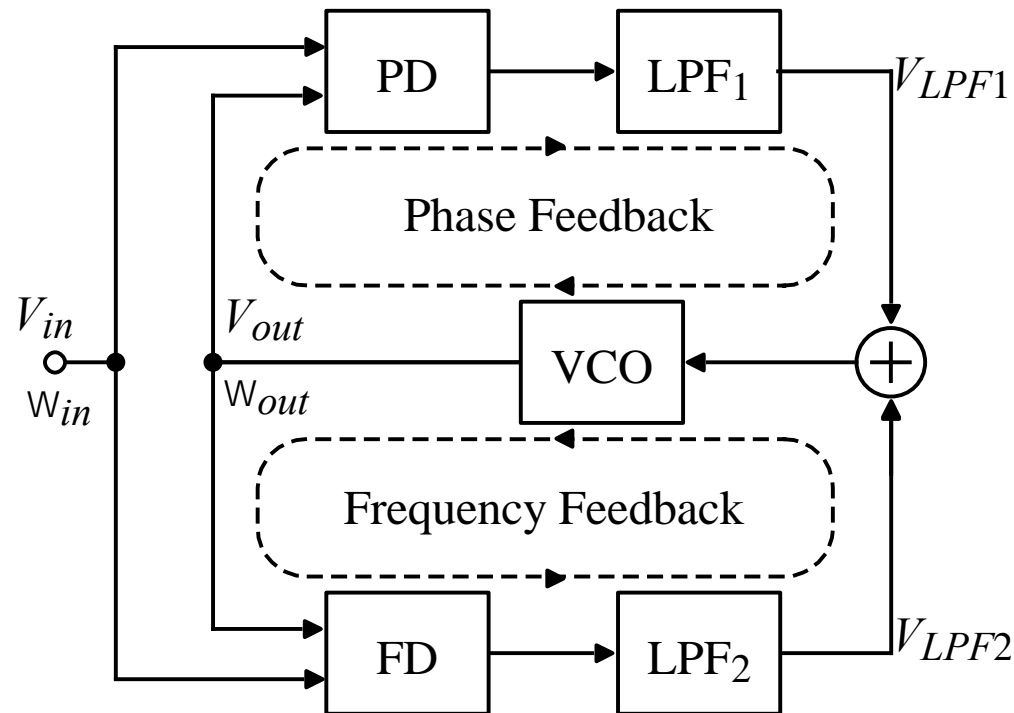 PD
LPF1
VLPF1
Phase Feedback
Vin
Vout
VCO
+
Win
Wout
Frequency Feedback
FD
LPF2
VLPF2